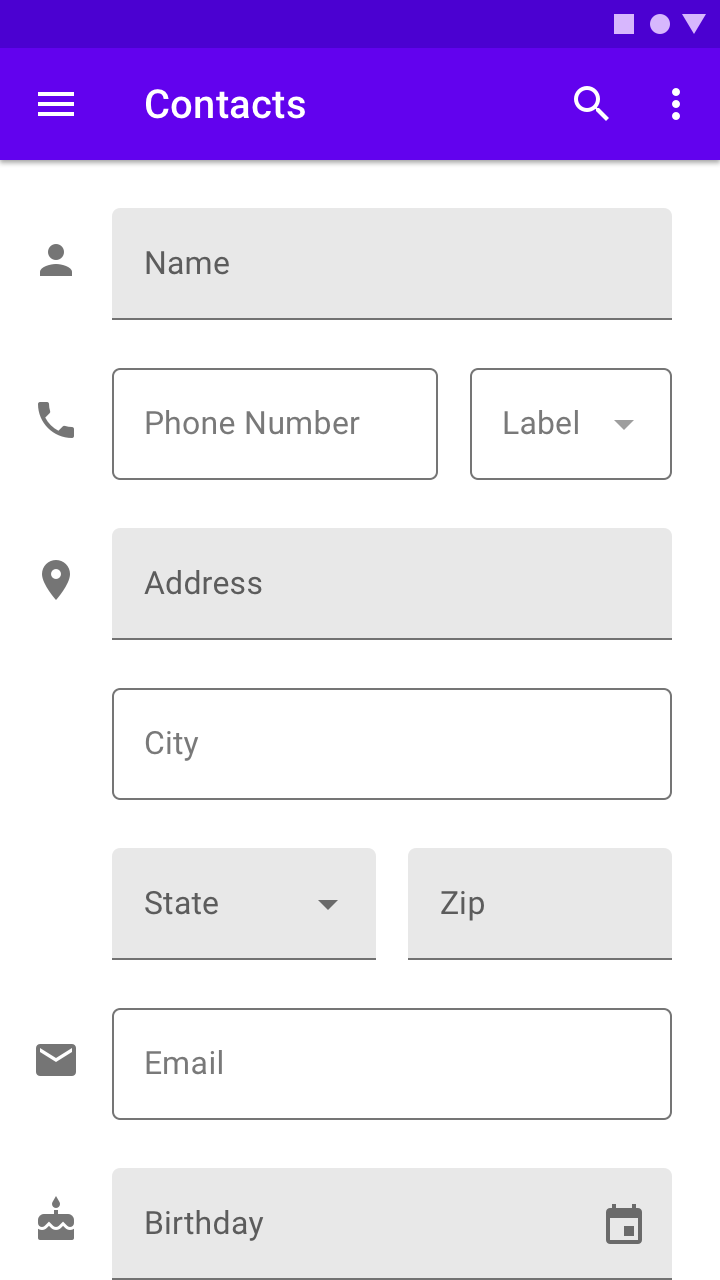 Contacts
Name
Phone Number Label
Address
City
State Zip
Email
Birthday